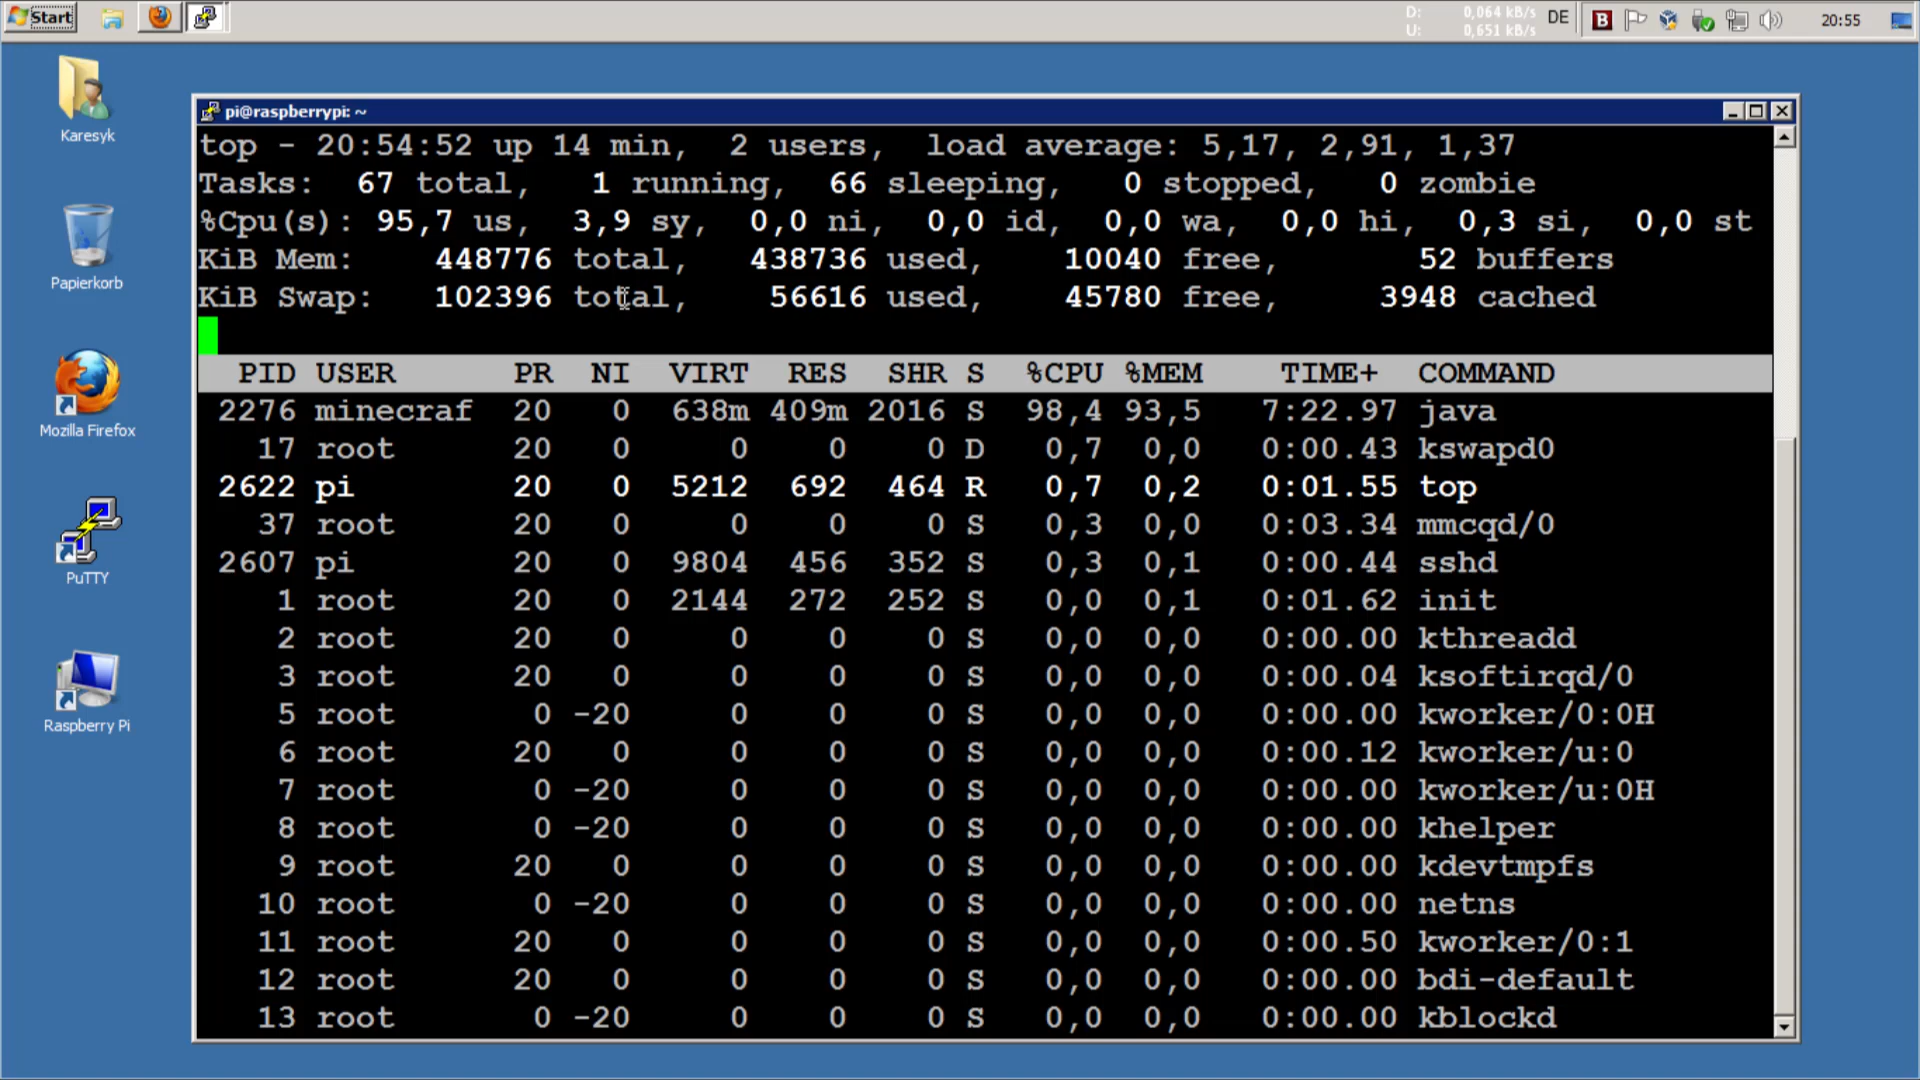 Start
D: 0,064 kB/s
U: 0,651 kB/s
DE
B
20:55
Karesyk
Papierkorb
Mozilla Firefox
PuTTY
Raspberry Pi
pi@raspberrypi: ~
top - 20:54:52 up 14 min,  2 users,  load average: 5,17, 2,91, 1,37
Tasks:  67 total,   1 running,  66 sleeping,   0 stopped,   0 zombie
%Cpu(s): 95,7 us,  3,9 sy,  0,0 ni,  0,0 id,  0,0 wa,  0,0 hi,  0,3 si,  0,0 st
KiB Mem:    448776 total,   438736 used,    10040 free,       52 buffers
KiB Swap:   102396 total,    56616 used,    45780 free,     3948 cached
PID USER      PR  NI  VIRT  RES  SHR S  %CPU %MEM    TIME+  COMMAND
2276 minecraf  20   0  638m 409m 2016 S  98,4 93,5   7:22.97 java
17 root      20   0     0    0    0 D   0,7  0,0   0:00.43 kswapd0
2622 pi        20   0  5212  692  464 R   0,7  0,2   0:01.55 top
37 root      20   0     0    0    0 S   0,3  0,0   0:03.34 mmcqd/0
2607 pi        20   0  9804  456  352 S   0,3  0,1   0:00.44 sshd
1 root      20   0  2144  272  252 S   0,0  0,1   0:01.62 init
2 root      20   0     0    0    0 S   0,0  0,0   0:00.00 kthreadd
3 root      20   0     0    0    0 S   0,0  0,0   0:00.04 ksoftirqd/0
5 root       0 -20     0    0    0 S   0,0  0,0   0:00.00 kworker/0:0H
6 root      20   0     0    0    0 S   0,0  0,0   0:00.12 kworker/u:0
7 root       0 -20     0    0    0 S   0,0  0,0   0:00.00 kworker/u:0H
8 root       0 -20     0    0    0 S   0,0  0,0   0:00.00 khelper
9 root      20   0     0    0    0 S   0,0  0,0   0:00.00 kdevtmpfs
10 root       0 -20     0    0    0 S   0,0  0,0   0:00.00 netns
11 root      20   0     0    0    0 S   0,0  0,0   0:00.50 kworker/0:1
12 root      20   0     0    0    0 S   0,0  0,0   0:00.00 bdi-default
13 root       0 -20     0    0    0 S   0,0  0,0   0:00.00 kblockd